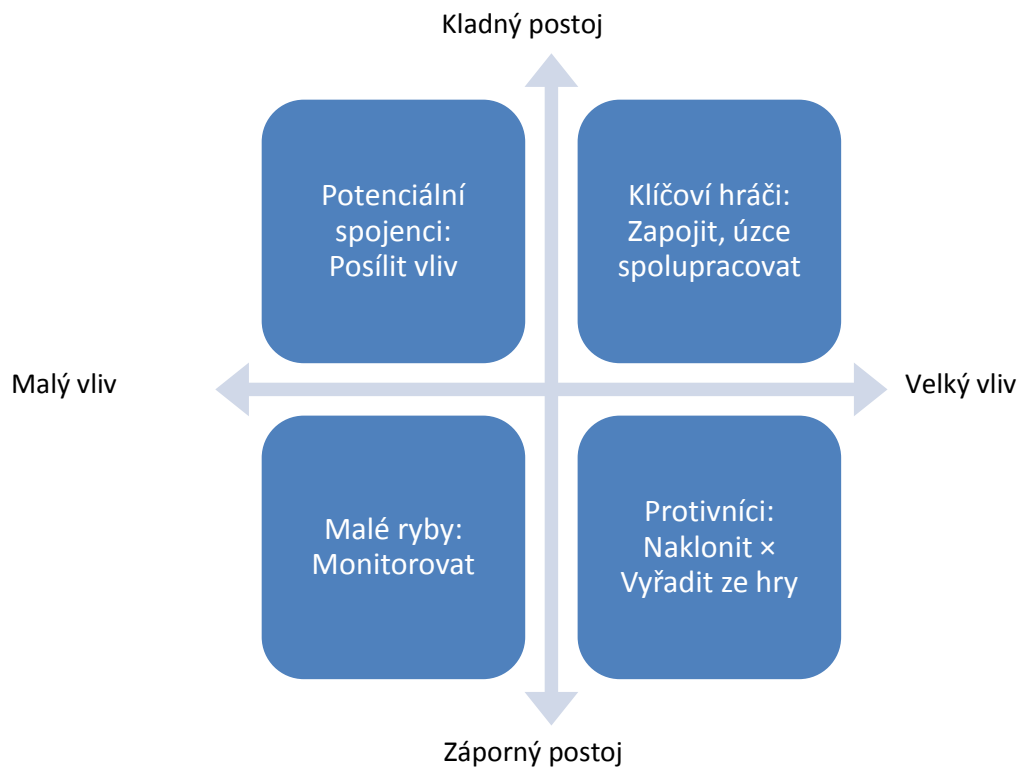 Kladný postoj
Potenciální
spojenci:
Posílit vliv
Klíčoví hráči:
Zapojit, úzce
spolupracovat
Malý vliv
Velký vliv
Malé ryby:
Monitorovat
Protivníci:
Naklonit ×
Vyřadit ze hry
Záporný postoj